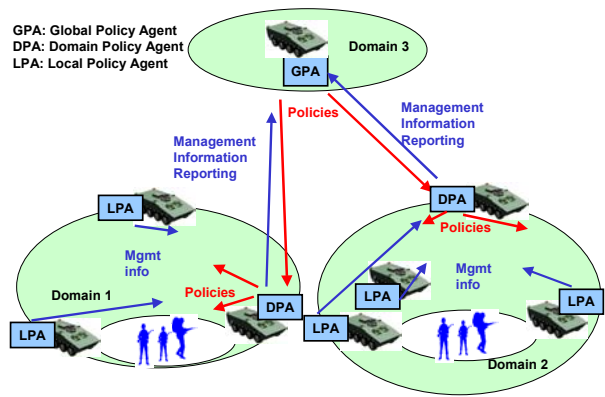 GPA: Global Policy Agent
DPA: Domain Policy Agent
LPA: Local Policy Agent
Domain 3
GPA
Policies
Management
Information
Reporting
Management
Information
Reporting
DPA
Policies
LPA
Mgmt
info
Domain 1
Policies
DPA
LPA
Mgmt
info
LPA
LPA
LPA
Domain 2